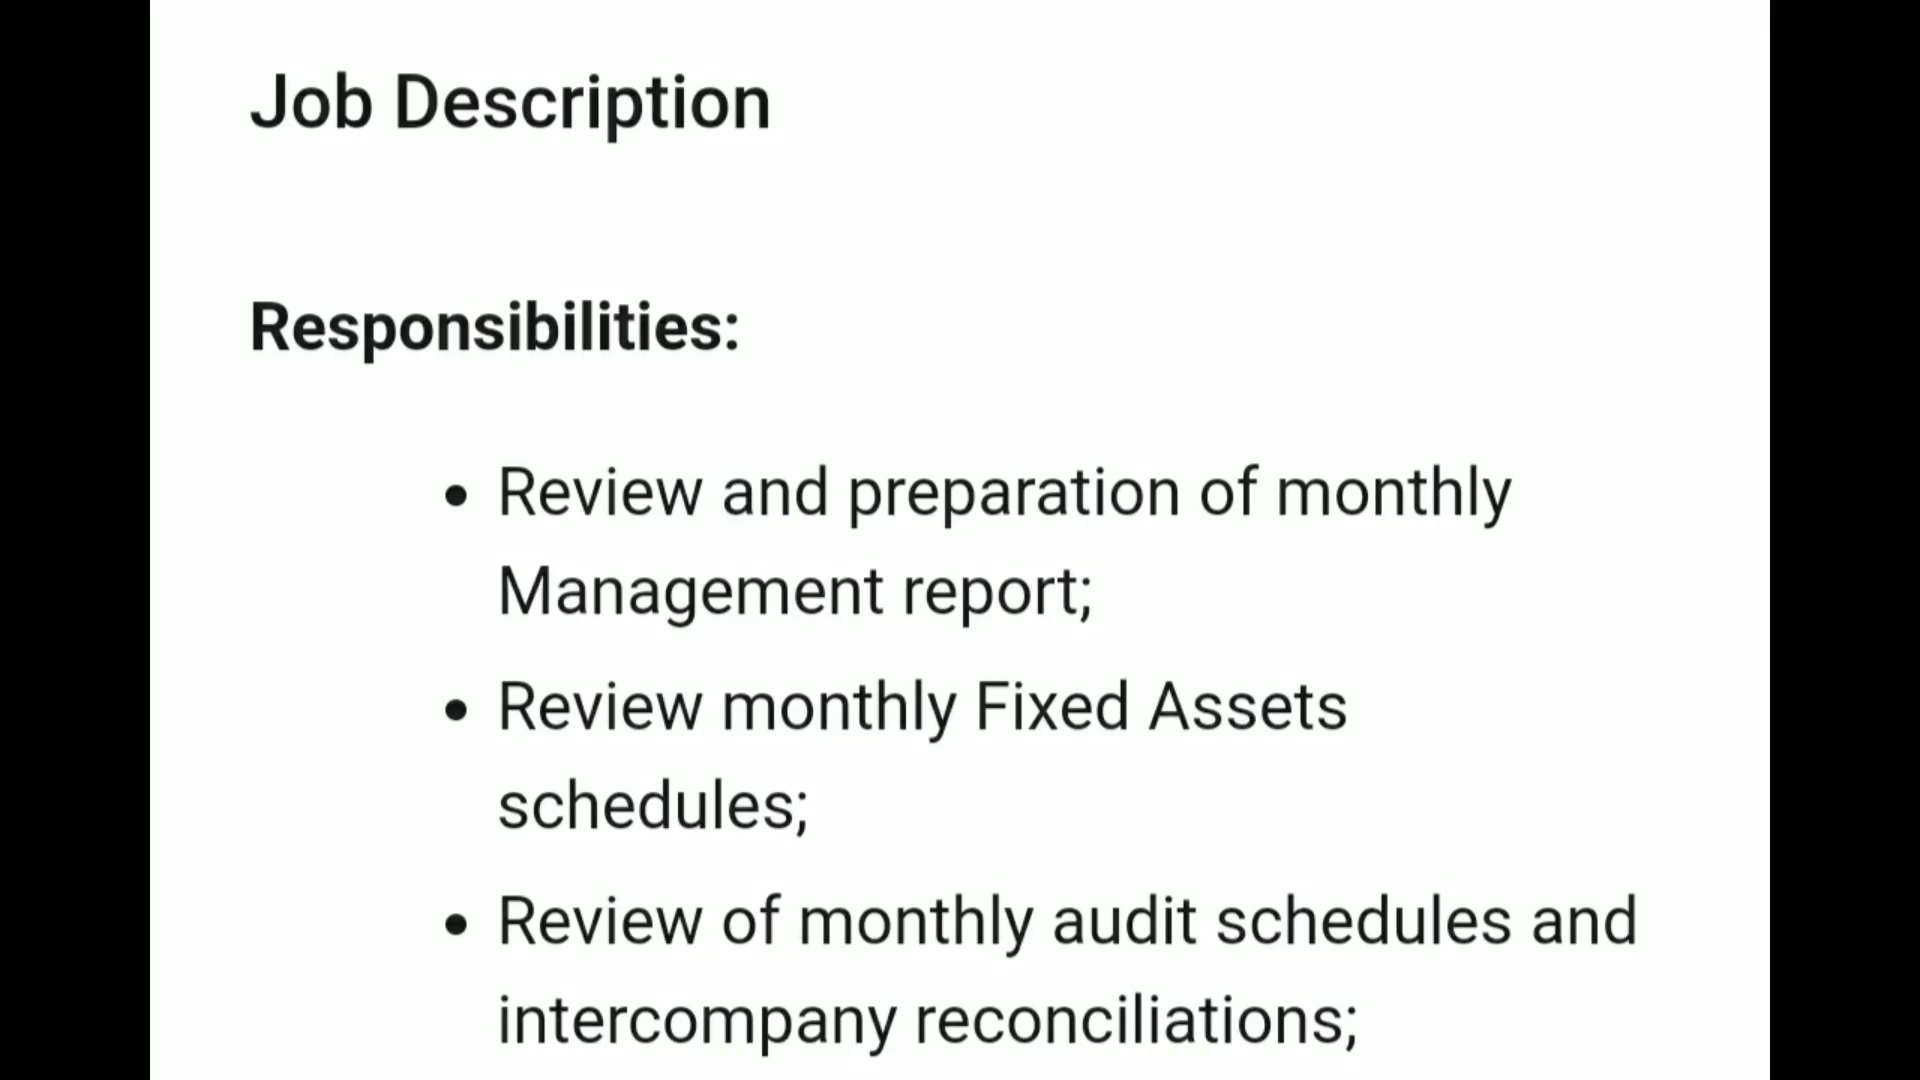 Job Description
Responsibilities:
• Review and preparation of monthly
Management report;
• Review monthly Fixed Assets
schedules;
• Review of monthly audit schedules and
intercompany reconciliations;